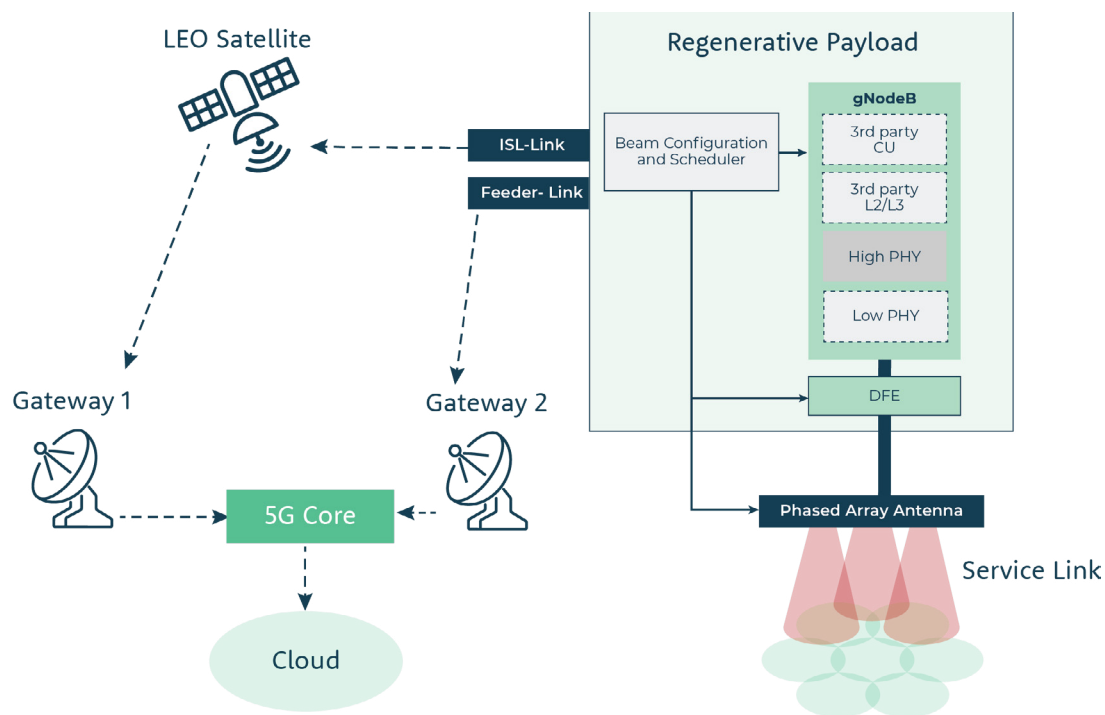 LEO Satellite
Regenerative Payload
gNodeB
3rd party
CU
Beam Configuration
and Scheduler
ISL-Link
Feeder- Link
3rd party
L2/L3
High PHY
Low PHY
DFE
Gateway 1
Gateway 2
5G Core
Phased Array Antenna
Service Link
Cloud